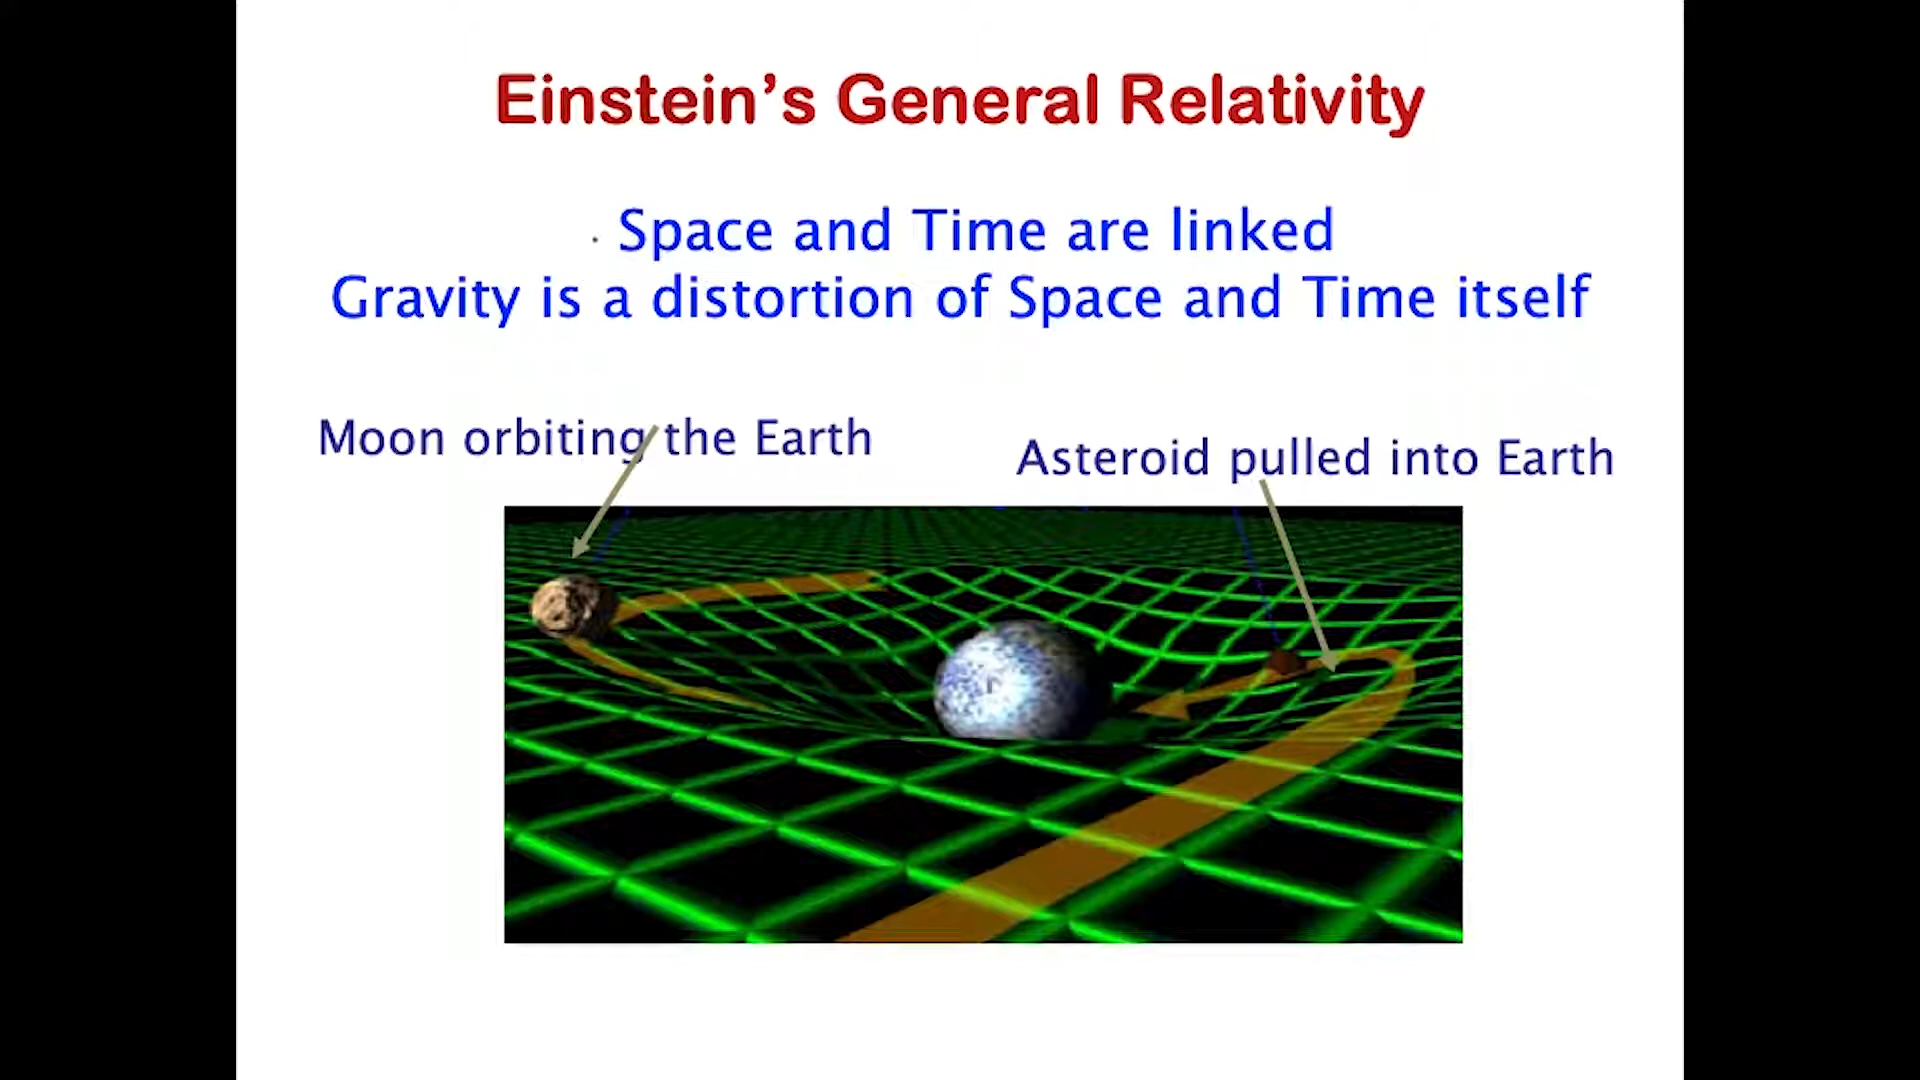 Einstein’s General Relativity
· Space and Time are linked
Gravity is a distortion of Space and Time itself
Moon orbiting the Earth
Asteroid pulled into Earth